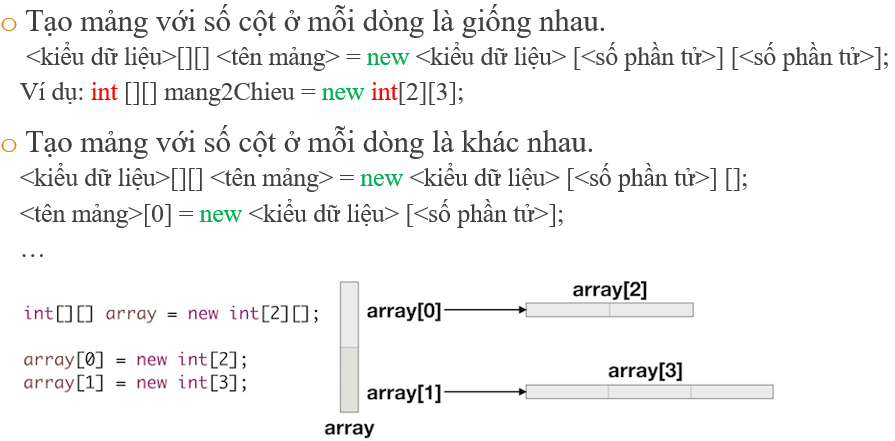 o Tạo mảng với số cột ở mỗi dòng là giống nhau.
<kiểu dữ liệu>[][] <tên mảng> = new <kiểu dữ liệu> [<số phần tử>] [<số phần tử>];
Ví dụ: int [][] mang2Chieu = new int[2][3];
o Tạo mảng với số cột ở mỗi dòng là khác nhau.
<kiểu dữ liệu>[][] <tên mảng> = new <kiểu dữ liệu> [<số phần tử>] [];
<tên mảng>[0] = new <kiểu dữ liệu> [<số phần tử>];
…
int[][] array = new int[2][];
array[0] = new int[2];
array[1] = new int[3];
array[0]
array[2]
array[1]
array[3]
array